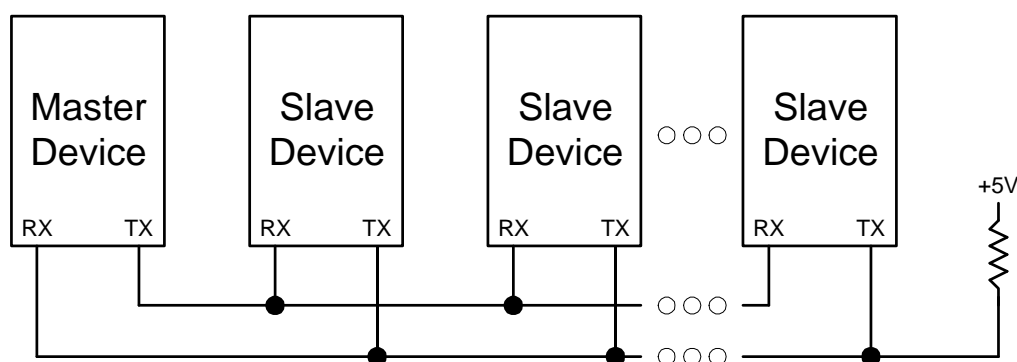 Master
Device
Slave
Device
Slave
Device
Slave
Device
RX TX
RX TX
RX TX
RX TX
+5V